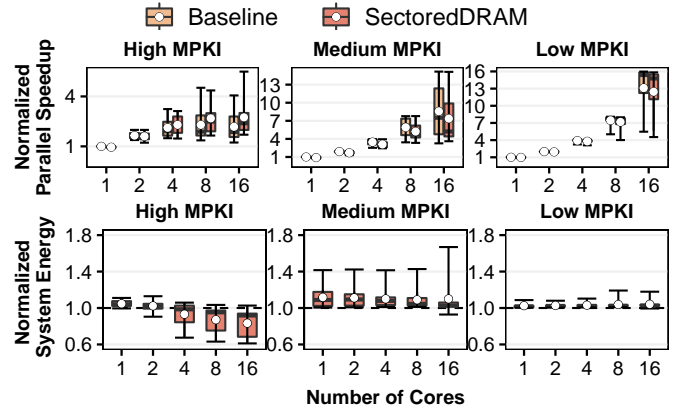 Baseline SectoredDRAM
High MPKI Medium MPKI Low MPKI
Normalized
Parallel Speedup
4
1
13
10
7
4
1
16
13
10
7
4
1
1 2 4 8 16 1 2 4 8 16 1 2 4 8 16
High MPKI Medium MPKI Low MPKI
Normalized
System Energy
1.8 1.8 1.8
1.4 1.4 1.4
1.0 1.0 1.0
0.6 0.6 0.6
1 2 4 8 16 1 2 4 8 16 1 2 4 8 16
Number of Cores